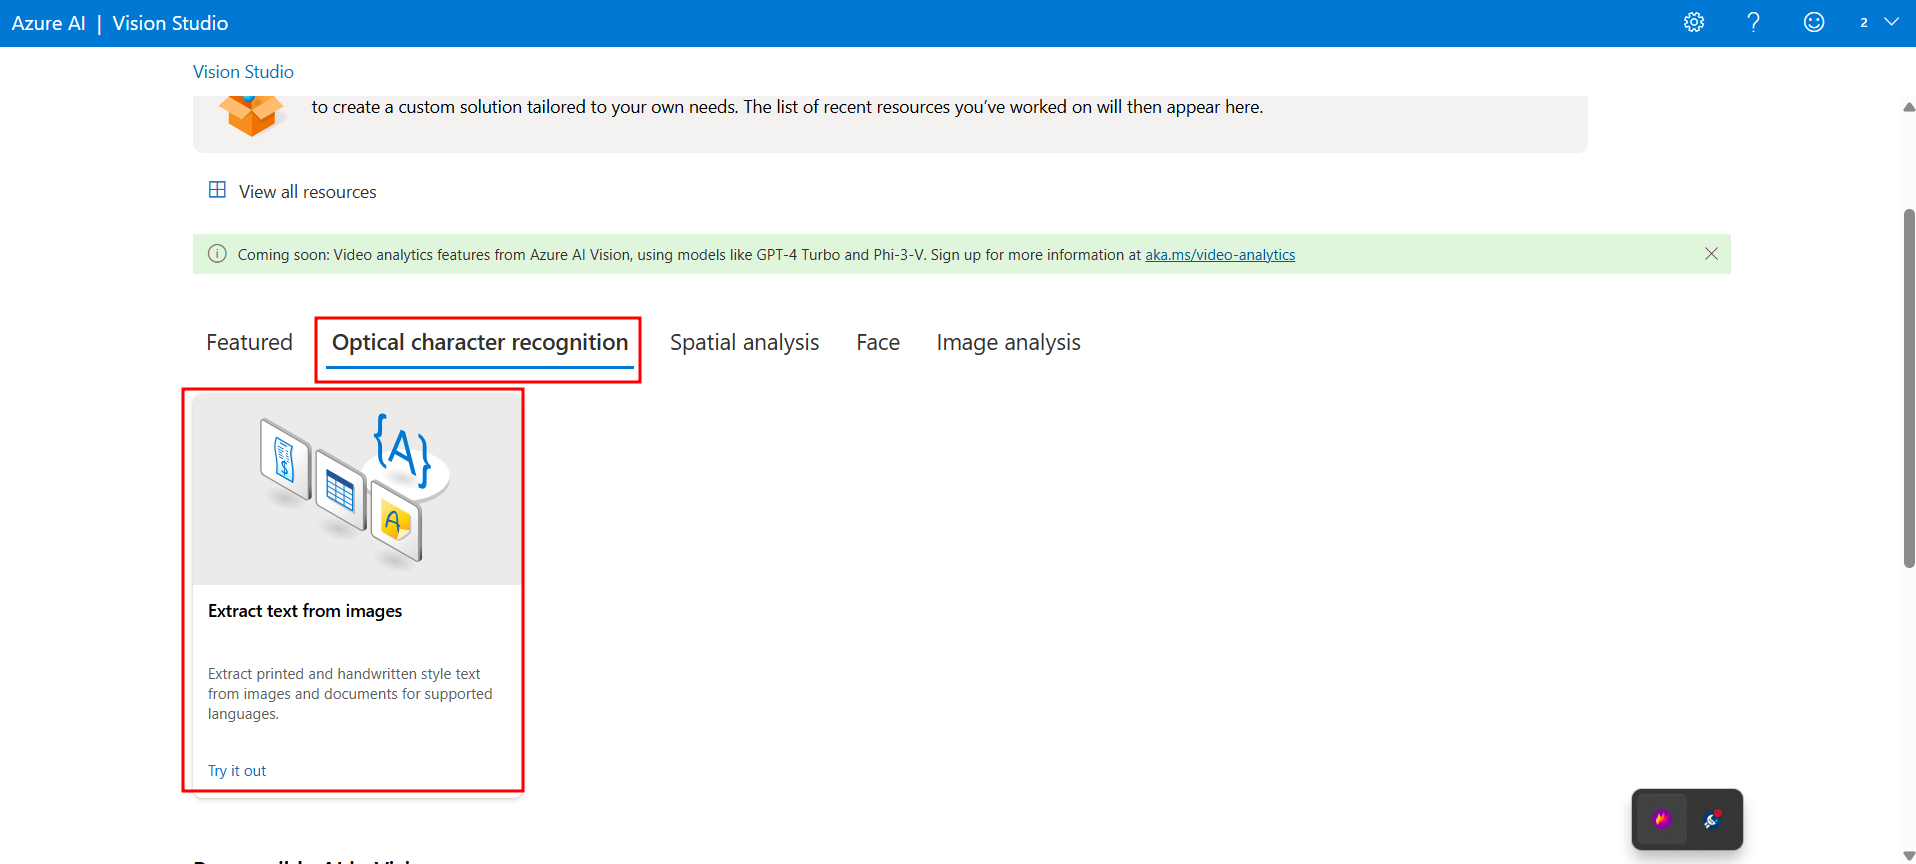 Azure AI | Vision Studio
2
Vision Studio
to create a custom solution tailored to your own needs. The list of recent resources you've worked on will then appear here.
View all resources
Coming soon: Video analytics features from Azure AI Vision, using models like GPT-4 Turbo and Phi-3-V. Sign up for more information at aka.ms/video-analytics
Featured Optical character recognition Spatial analysis Face Image analysis
{A}
$
A
Extract text from images
Extract printed and handwritten style text
from images and documents for supported
languages.
Try it out